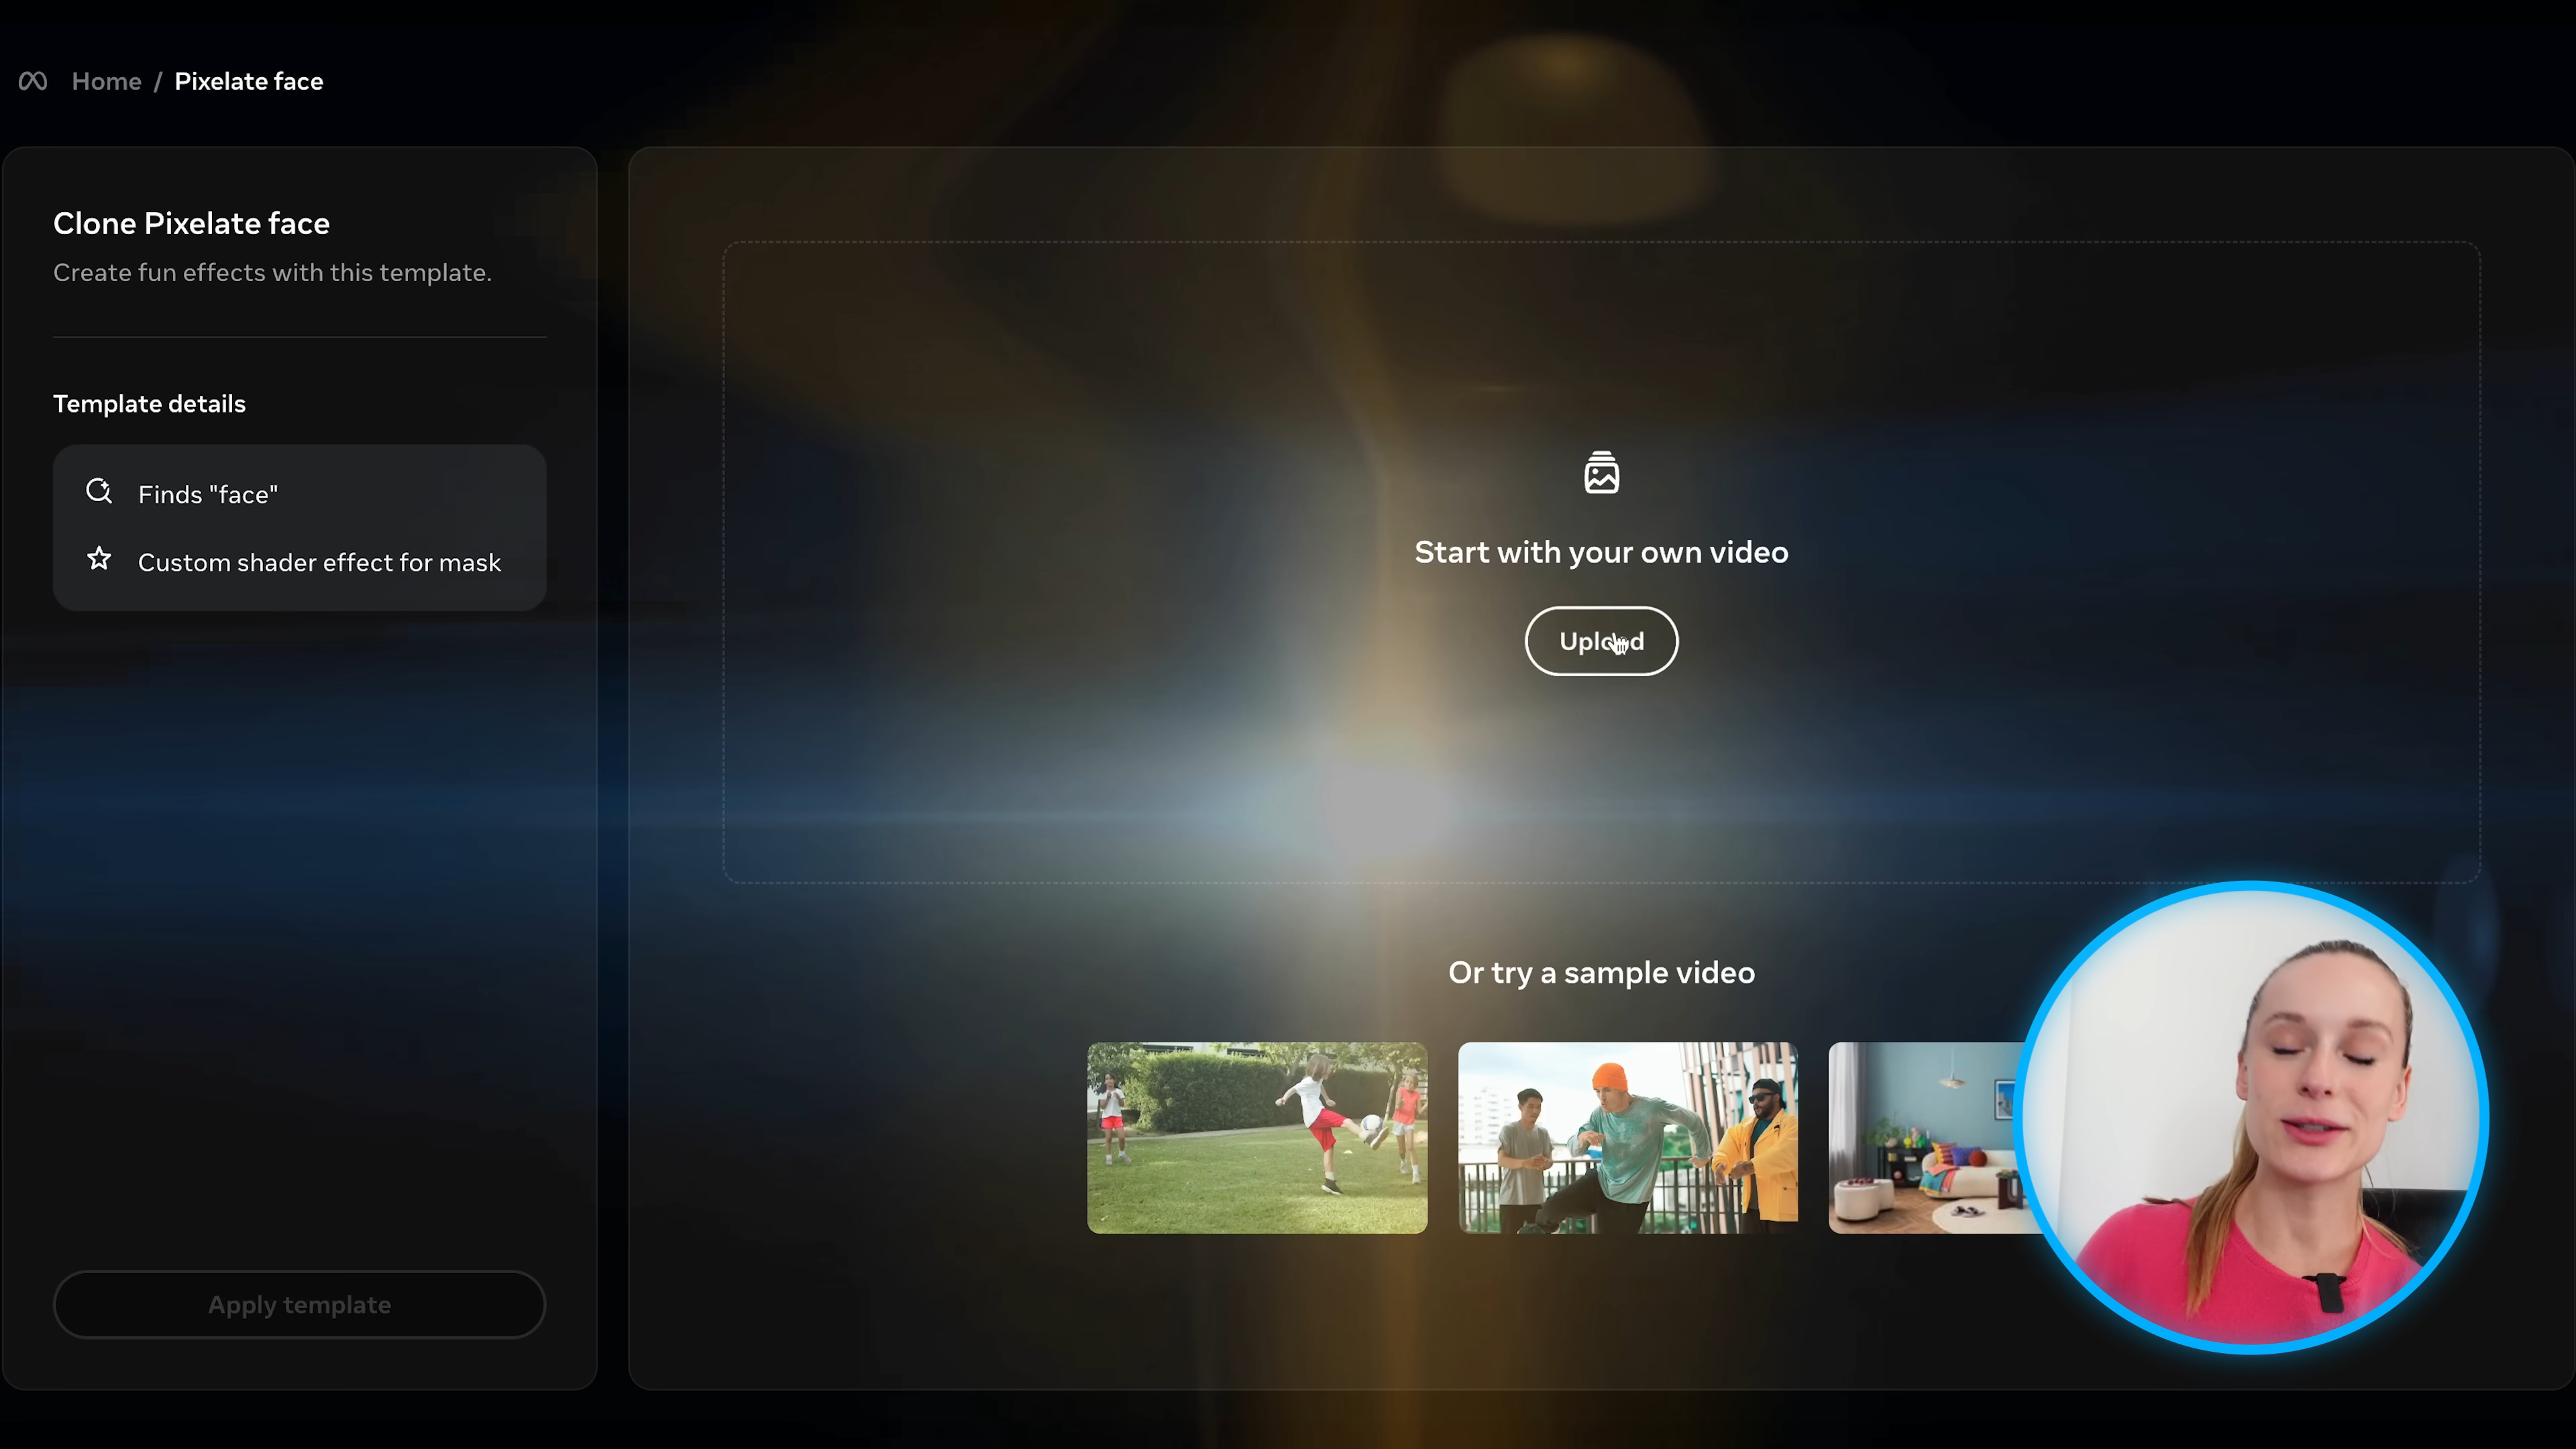 Home / Pixelate face
Clone Pixelate face
Create fun effects with this template.
Template details
Finds "face"
Custom shader effect for mask
Apply template
Start with your own video
Upload
Or try a sample video